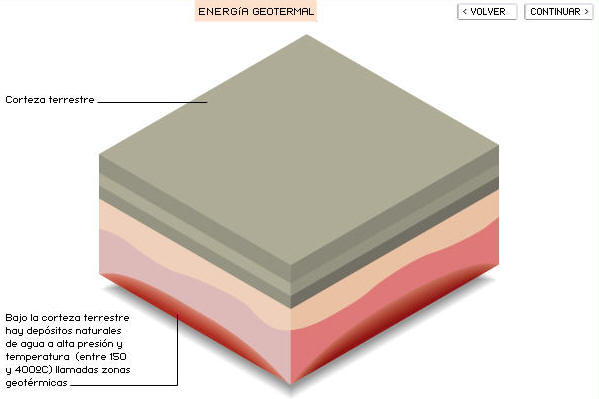 ENERGÍA GEOTERMAL
< VOLVER
CONTINUAR >
Corteza terrestre
Bajo la corteza terrestre
hay depósitos naturales
de agua a alta presión y
temperatura (entre 150
y 400ºC) llamadas zonas
geotérmicas